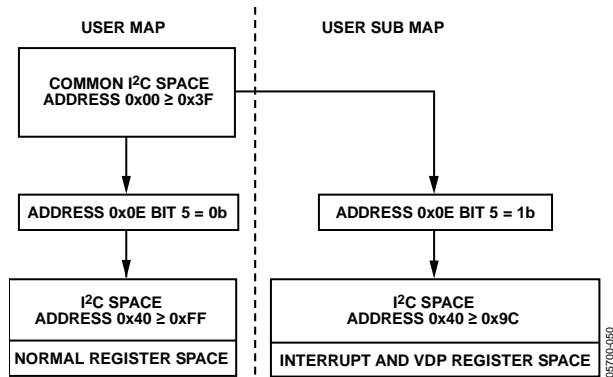 USER MAP
USER SUB MAP
COMMON I²C SPACE
ADDRESS 0x00 ≥ 0x3F
ADDRESS 0x0E BIT 5 = 0b
ADDRESS 0x0E BIT 5 = 1b
I²C SPACE
ADDRESS 0x40 ≥ 0xFF
NORMAL REGISTER SPACE
I²C SPACE
ADDRESS 0x40 ≥ 0x9C
INTERRUPT AND VDP REGISTER SPACE
05700-050